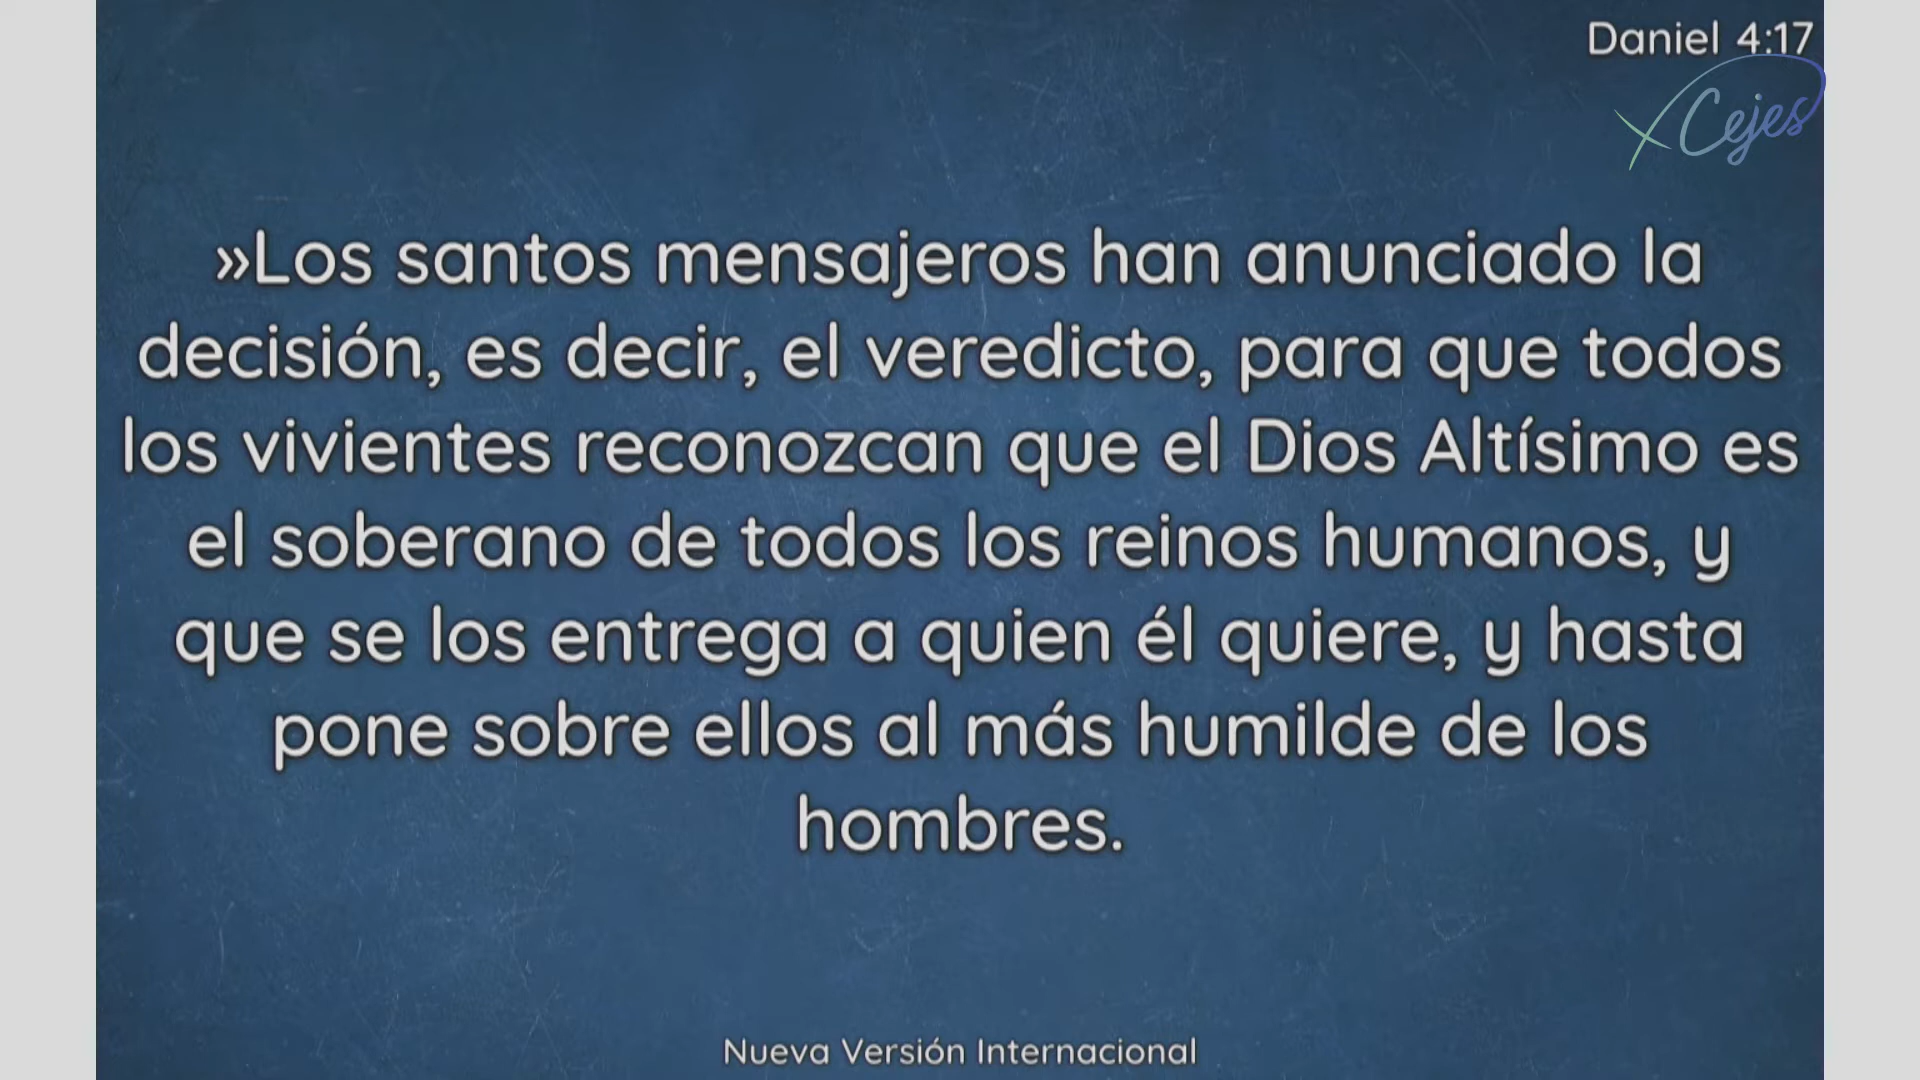 Daniel 4:17
Cejes
»Los santos mensajeros han anunciado la
decisión, es decir, el veredicto, para que todos
los vivientes reconozcan que el Dios Altísimo es
el soberano de todos los reinos humanos, y
que se los entrega a quien él quiere, y hasta
pone sobre ellos al más humilde de los
hombres.
Nueva Versión Internacional